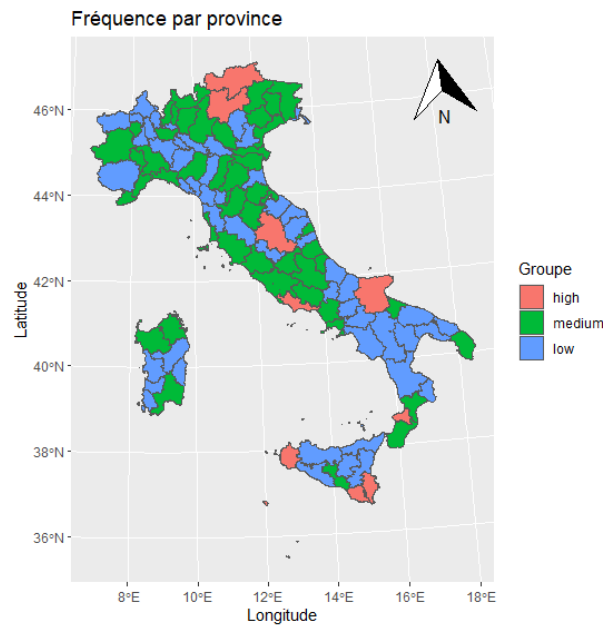 Fréquence par province
46°N
44°N
42°N
40°N
38°N
36°N
Latitude
N
Groupe
high
medium
low
8°E
10°E
12°E
14°E
16°E
18°E
Longitude